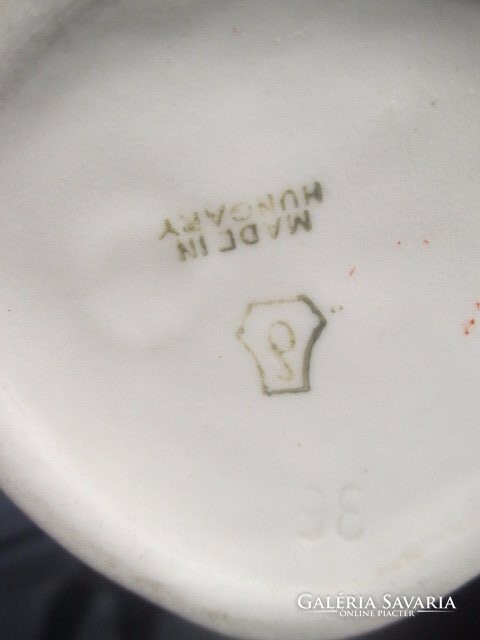 MADE IN
HUNGARY
36
GALÉRIA SAVARIA
ONLINE PIACTÉR